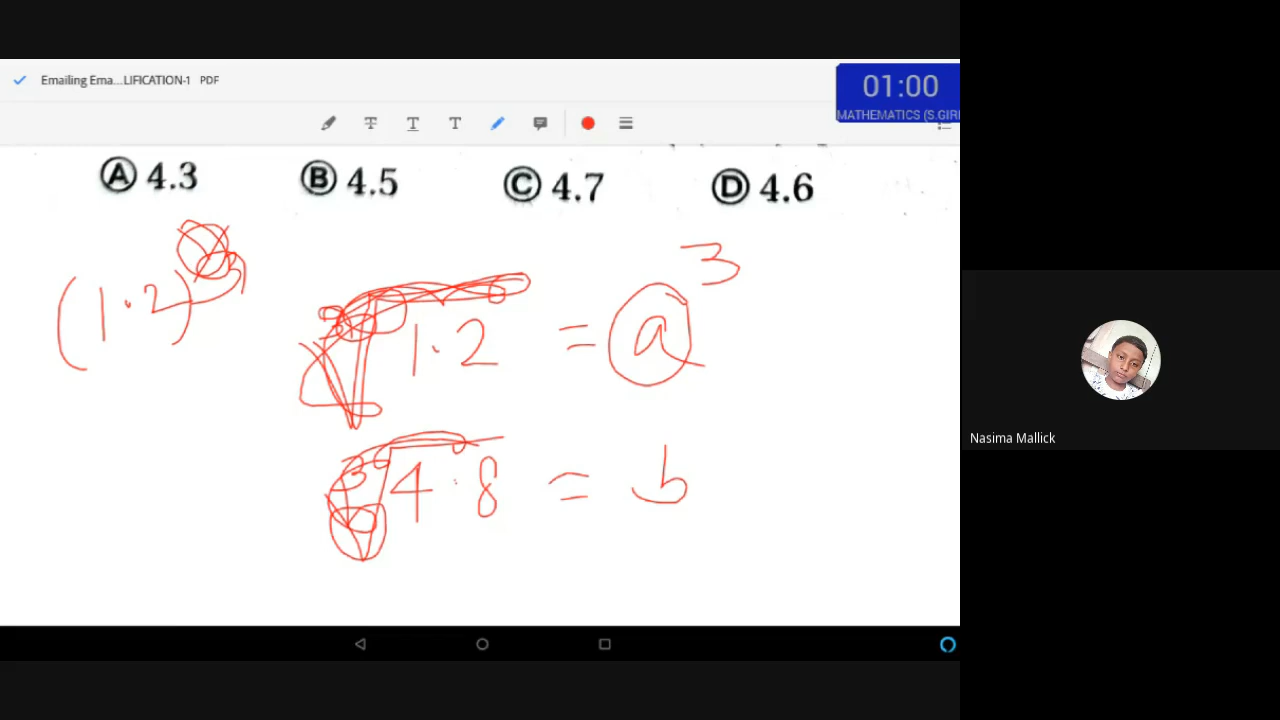 Emailing Ema...LIFICATION-1 PDF
01:00
MATHEMATICS (S.GIRI
A 4.3 B 4.5 C 4.7 D 4.6
(1.2)
1.2 = a³
³√4.8 = b
Nasima Mallick